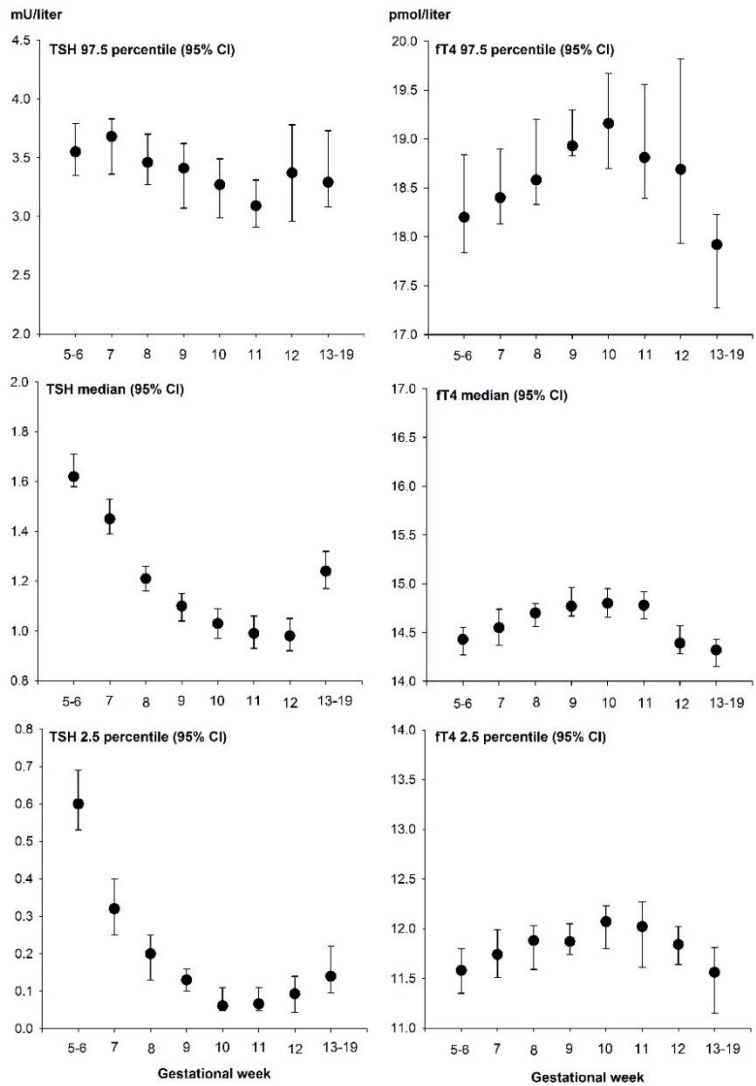 mU/liter
TSH 97.5 percentile (95% CI)
4.5
4.0
3.5
3.0
2.5
2.0
5-6 7 8 9 10 11 12 13-19
pmol/liter
fT4 97.5 percentile (95% CI)
20.0
19.5
19.0
18.5
18.0
17.5
17.0
5-6 7 8 9 10 11 12 13-19
TSH median (95% CI)
2.0
1.8
1.6
1.4
1.2
1.0
0.8
5-6 7 8 9 10 11 12 13-19
fT4 median (95% CI)
17.0
16.5
16.0
15.5
15.0
14.5
14.0
5-6 7 8 9 10 11 12 13-19
TSH 2.5 percentile (95% CI)
0.8
0.7
0.6
0.5
0.4
0.3
0.2
0.1
0.0
5-6 7 8 9 10 11 12 13-19
Gestational week
fT4 2.5 percentile (95% CI)
14.0
13.5
13.0
12.5
12.0
11.5
11.0
5-6 7 8 9 10 11 12 13-19
Gestational week